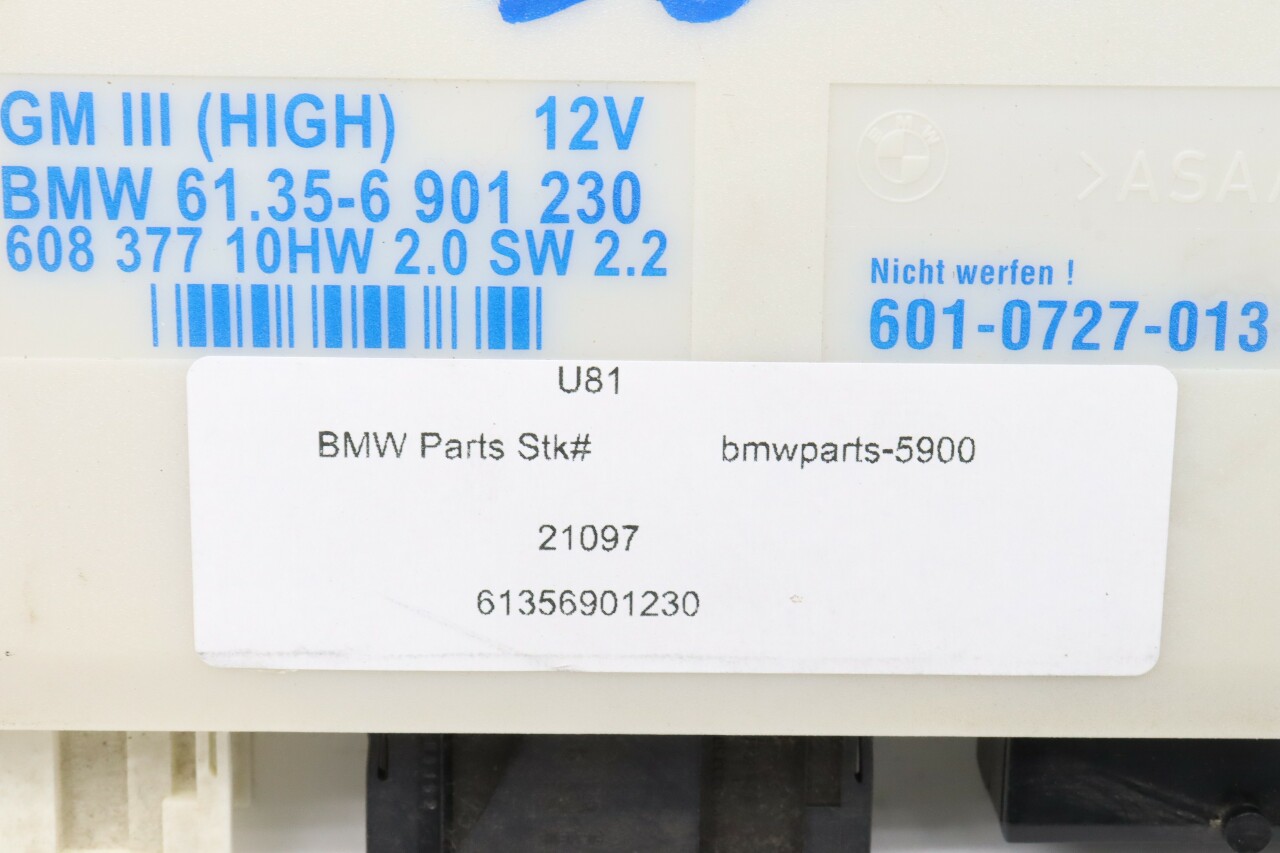 GM III (HIGH) 12V
BMW 61.35-6 901 230
608 377 10HW 2.0 SW 2.2
BMW
Nicht werfen !
601-0727-013
U81
BMW Parts Stk# bmwparts-5900
21097
61356901230